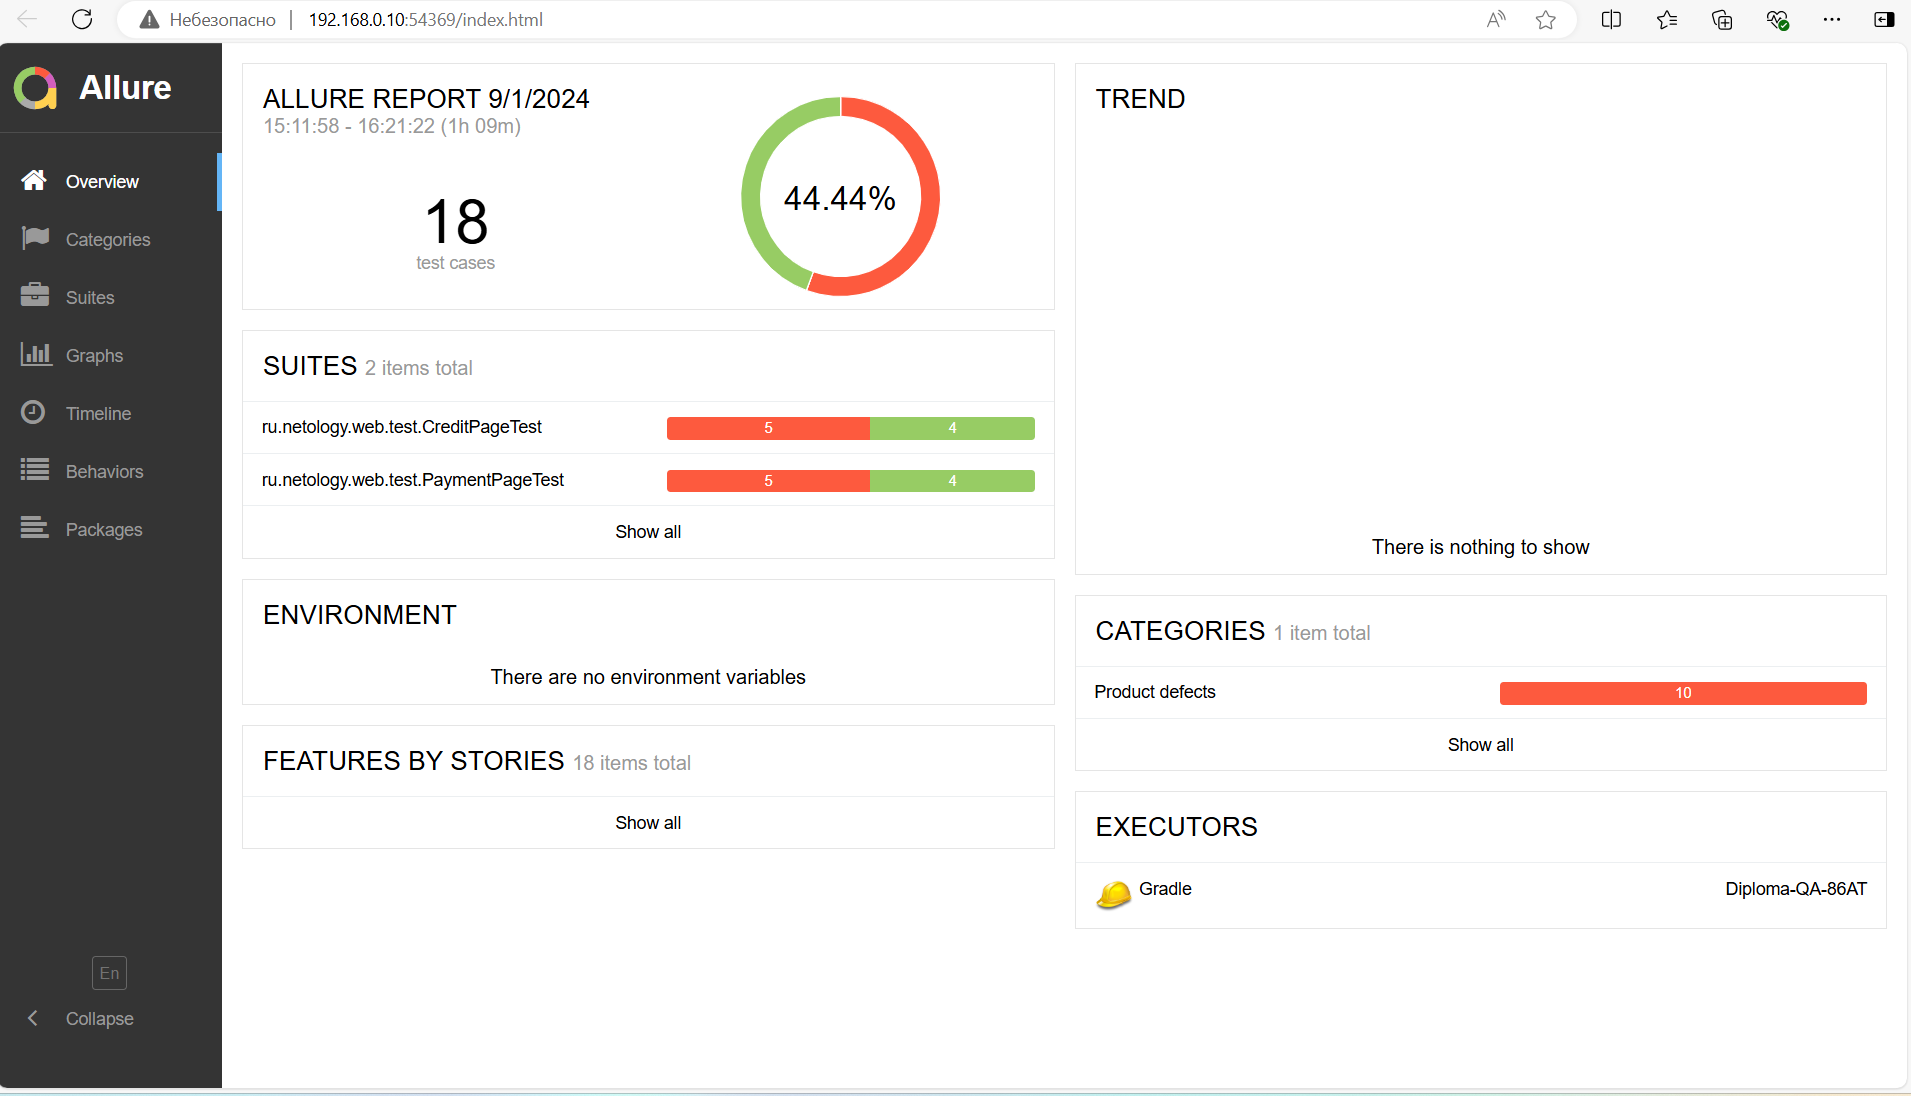 Небезопасно | 192.168.0.10:54369/index.html
Allure
Overview
Categories
Suites
Graphs
Timeline
Behaviors
Packages
En
Collapse
ALLURE REPORT 9/1/2024
15:11:58 - 16:21:22 (1h 09m)
18
test cases
44.44%
SUITES 2 items total
ru.netology.web.test.CreditPageTest 5 4
ru.netology.web.test.PaymentPageTest 5 4
Show all
ENVIRONMENT
There are no environment variables
FEATURES BY STORIES 18 items total
Show all
TREND
There is nothing to show
CATEGORIES 1 item total
Product defects 10
Show all
EXECUTORS
Gradle Diploma-QA-86AT